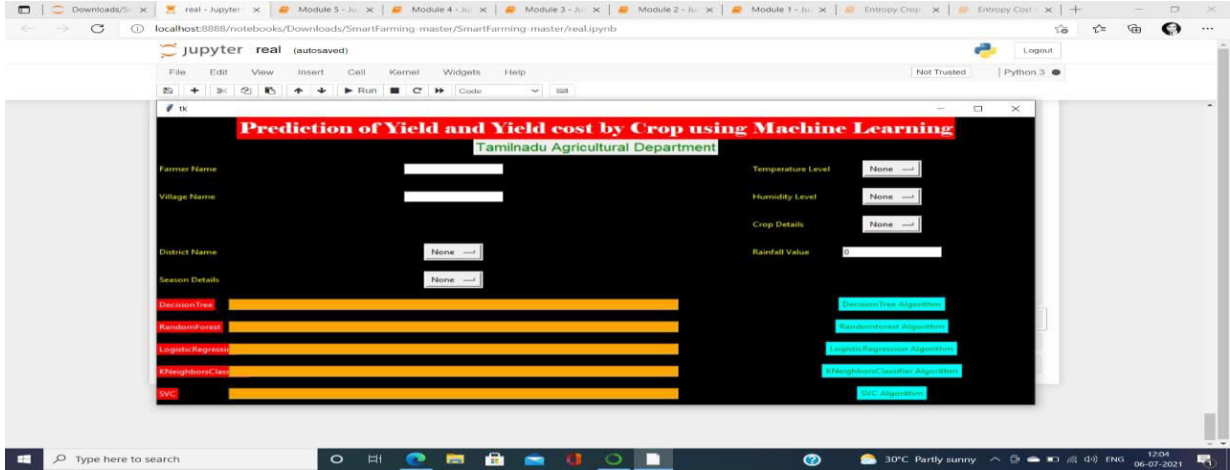 Downloads/S
real - Jupyter
Module 5 - Ju
Module 4 - Ju
Module 3 - Ju
Module 2 - Ju
Module 1 - Ju
Entropy Crop
Entropy Cost
localhost:8888/notebooks/Downloads/SmartFarming-master/SmartFarming-master/real.ipynb
jupyter real (autosaved)
Logout
File Edit View Insert Cell Kernel Widgets Help
Not Trusted
Python 3
Run
Code
tk
Prediction of Yield and Yield cost by Crop using Machine Learning
Tamilnadu Agricultural Department
Farmer Name
Temperature Level None
Village Name
Humidity Level None
Crop Details None
District Name None
Rainfall Value 0
Season Details None
DecisionTree
DecisionTree Algorithm
RandomForest
RandomForest Algorithm
LogisticRegressio
LogisticRegression Algorithm
KNeighborsClass
KNeighborsClassifier Algorithm
SVC
SVC Algorithm
Type here to search
30°C Partly sunny
ENG
12:04
06-07-2021